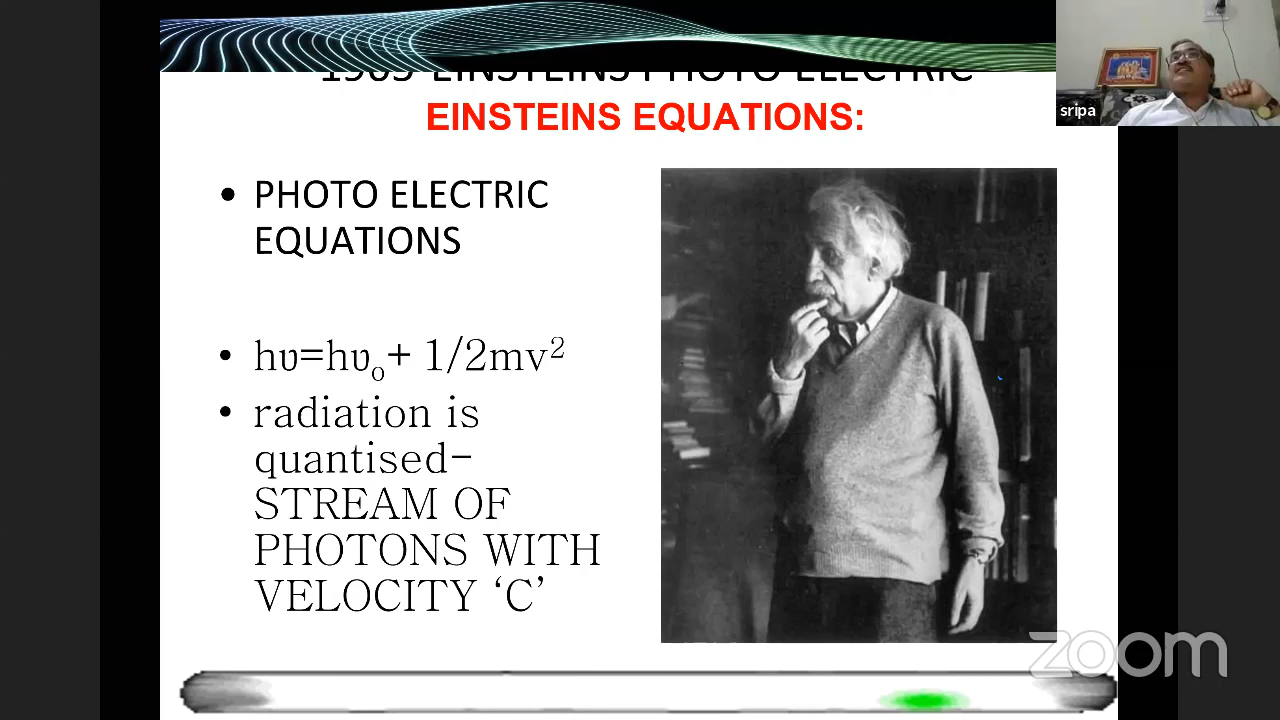 1905 EINSTEINS PHOTO ELECTRIC
EINSTEINS EQUATIONS:
sripa
• PHOTO ELECTRIC
EQUATIONS
• hυ=hυₒ+ 1/2mv²
• radiation is
quantised-
STREAM OF
PHOTONS WITH
VELOCITY ‘C’
zoom